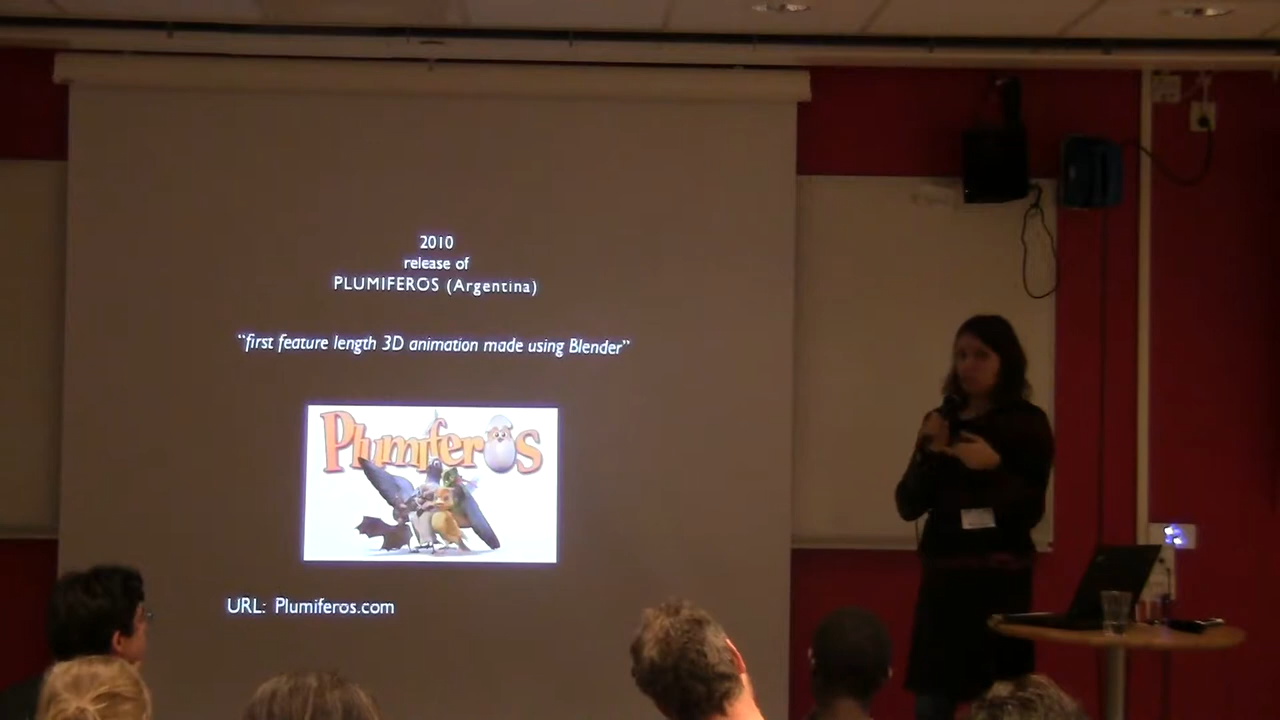 2010
release of
PLUMIFEROS (Argentina)
“first feature length 3D animation made using Blender”
Plumiferos
URL: Plumiferos.com